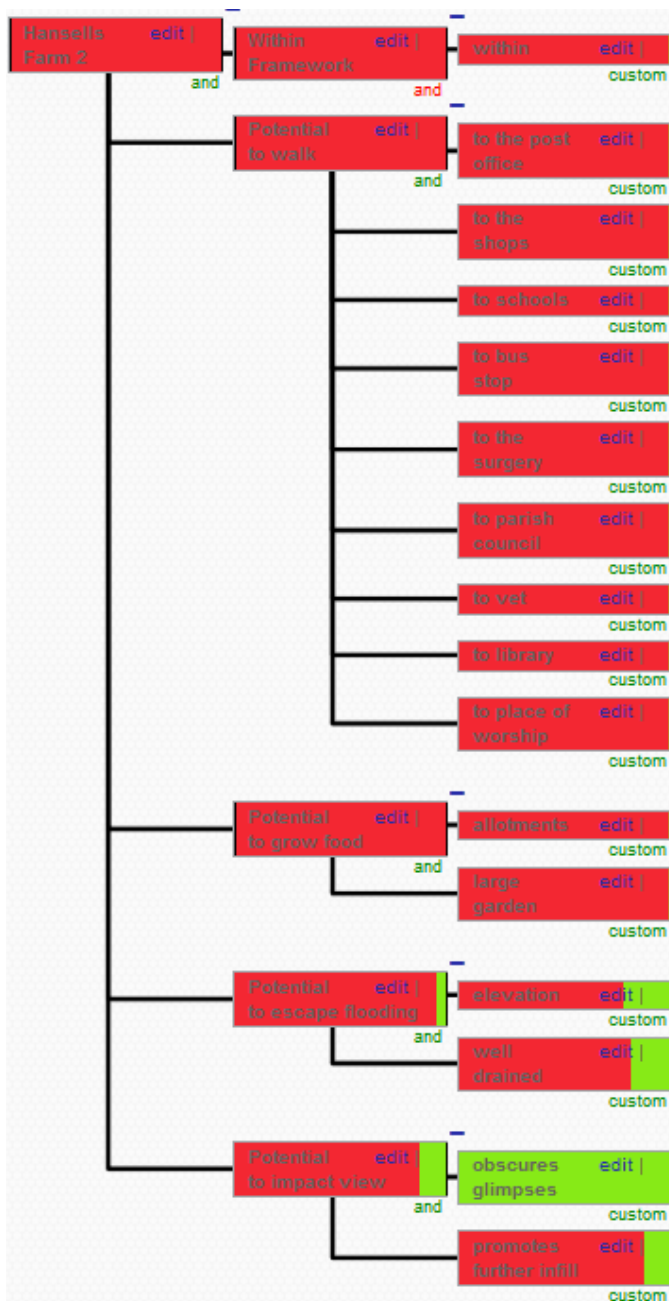 Hansells edit |
Farm 2
and
Within edit |
Framework
and
within edit |
custom
Potential edit |
to walk
and
to the post edit |
office
custom
to the edit |
shops
custom
to schools edit |
custom
to bus edit |
stop
custom
to the edit |
surgery
custom
to parish edit |
council
custom
to vet edit |
custom
to library edit |
custom
to place of edit |
worship
custom
Potential edit |
to grow food
and
allotments edit |
custom
large edit |
garden
custom
Potential edit |
to escape flooding
and
elevation edit |
custom
well edit |
drained
custom
Potential edit |
to impact view
and
obscures edit |
glimpses
custom
promotes edit |
further infill
custom